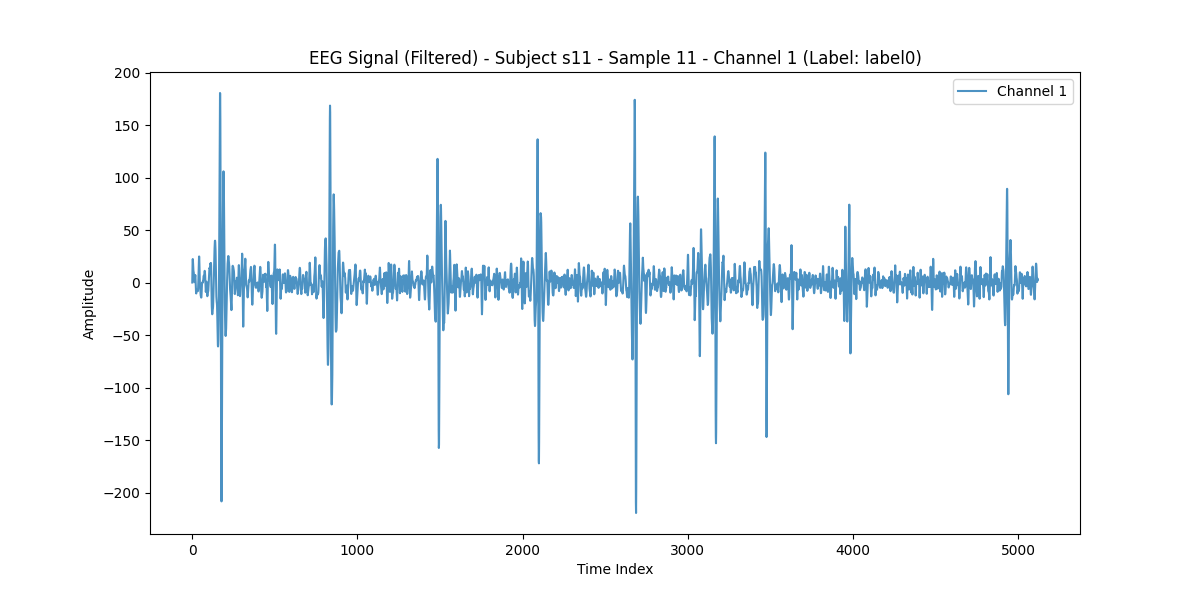 EEG Signal (Filtered) - Subject s11 - Sample 11 - Channel 1 (Label: label0)
Channel 1
200
150
100
50
0
−50
−100
−150
−200
Amplitude
0 1000 2000 3000 4000 5000
Time Index